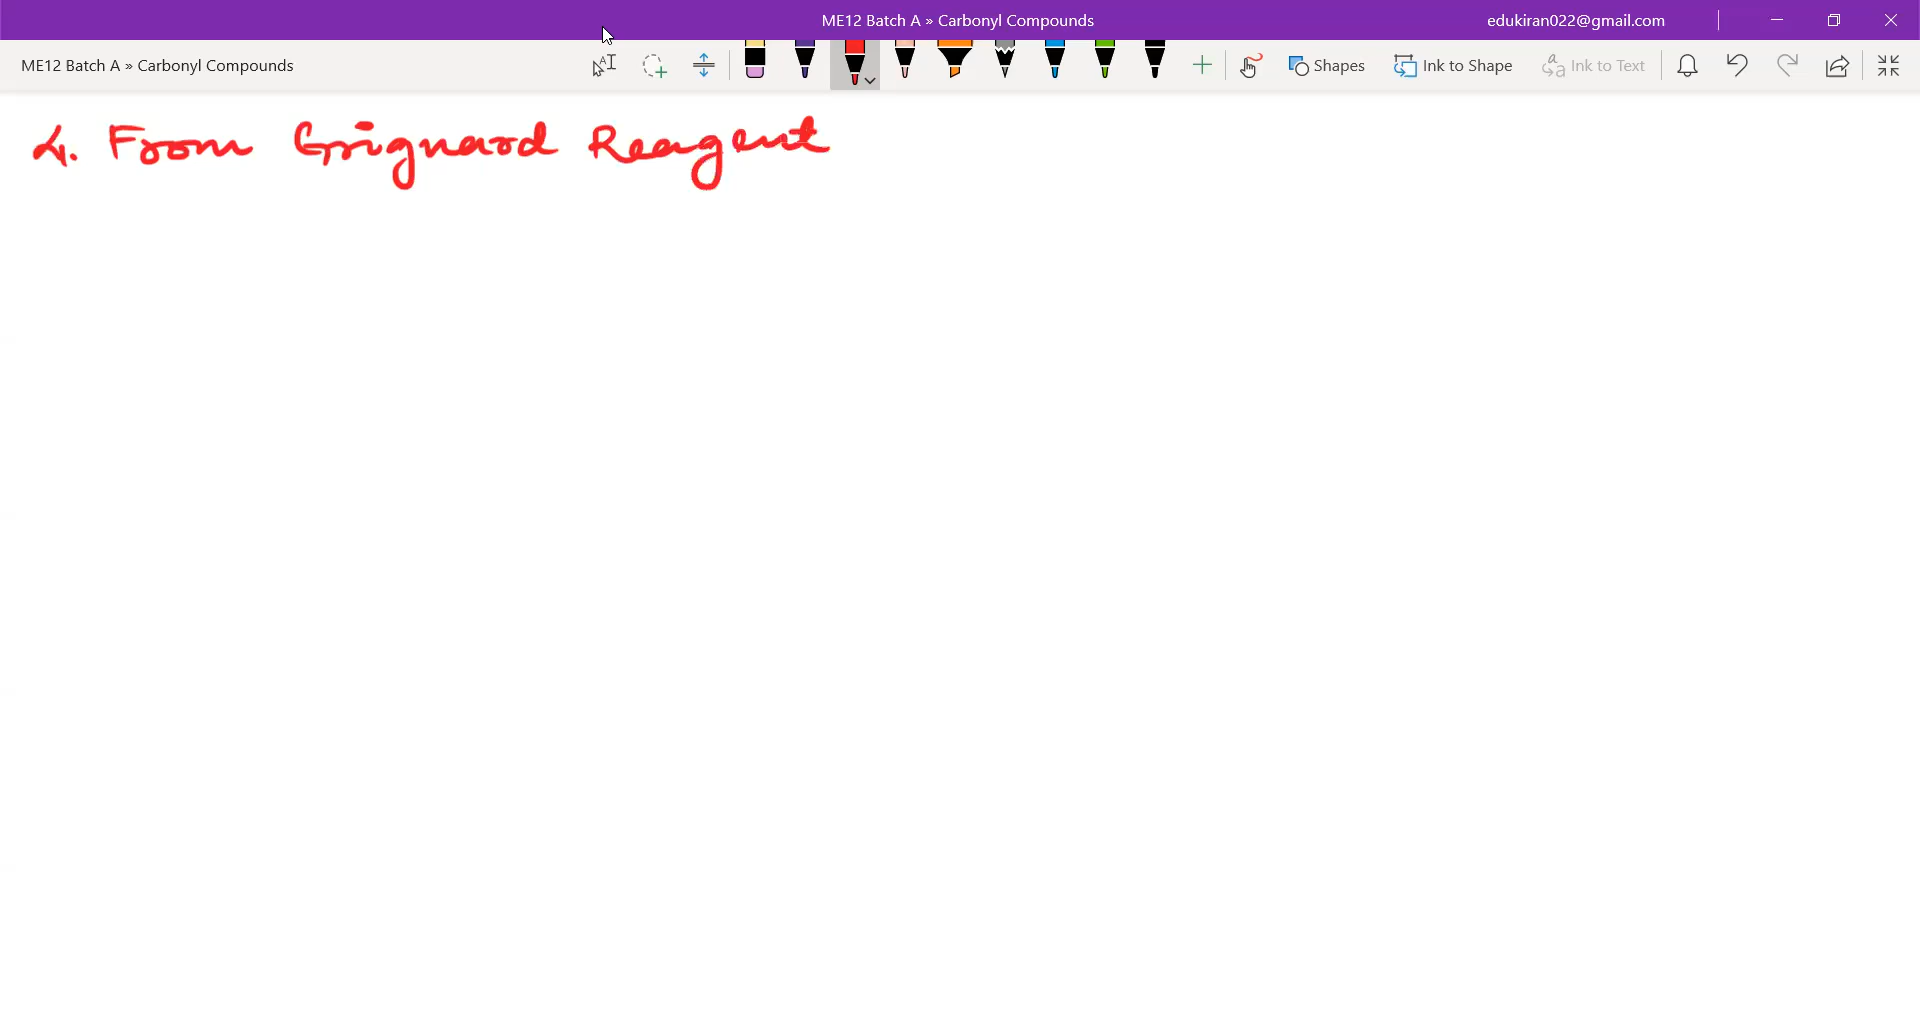 ME12 Batch A » Carbonyl Compounds
edukiran022@gmail.com
ME12 Batch A » Carbonyl Compounds
Shapes
Ink to Shape
Ink to Text
4. From Grignard Reagent